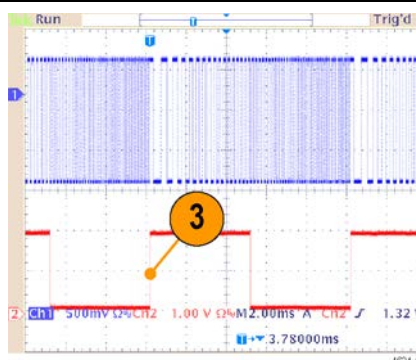 Run
Trig'd
T
T
1
3
2
Ch1 500mV Ω Ch2 1.00 V Ω M 2.00ms A Ch2 ∫ 1.32 V
T→▼ 3.78000ms